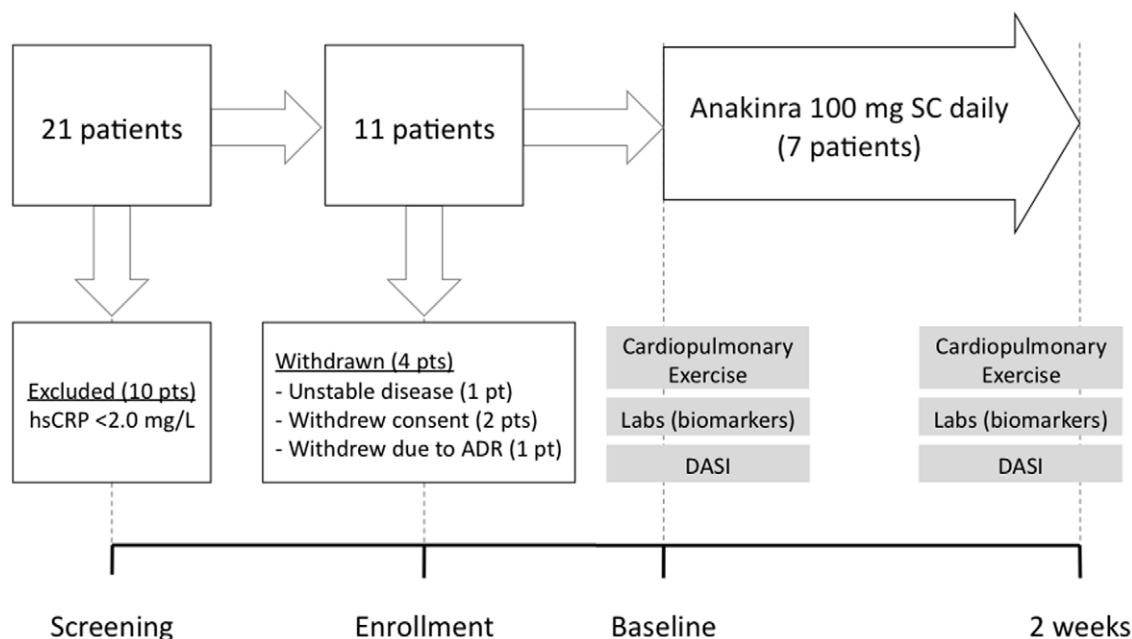 21 patients
11 patients
Anakinra 100 mg SC daily
(7 patients)
Excluded (10 pts)
hsCRP <2.0 mg/L
Withdrawn (4 pts)
- Unstable disease (1 pt)
- Withdrew consent (2 pts)
- Withdrew due to ADR (1 pt)
Cardiopulmonary
Exercise
Labs (biomarkers)
DASI
Cardiopulmonary
Exercise
Labs (biomarkers)
DASI
Screening
Enrollment
Baseline
2 weeks